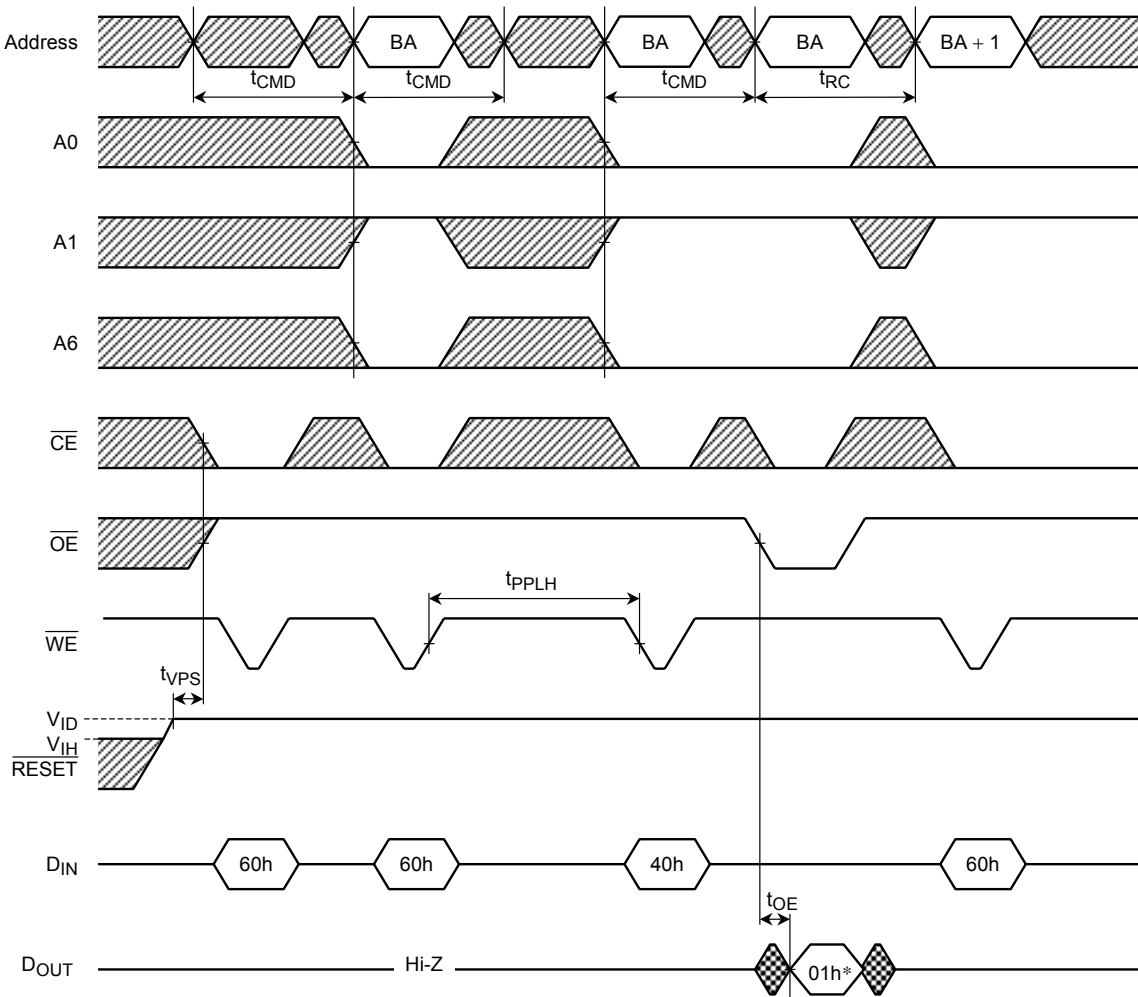 Address BA BA BA BA + 1
tCMD tCMD tCMD tRC
A0
A1
A6
CE
OE
tPPLH
WE
tVPS
VID
VIH
RESET
DIN 60h 60h 40h 60h
tOE
DOUT Hi-Z 01h*